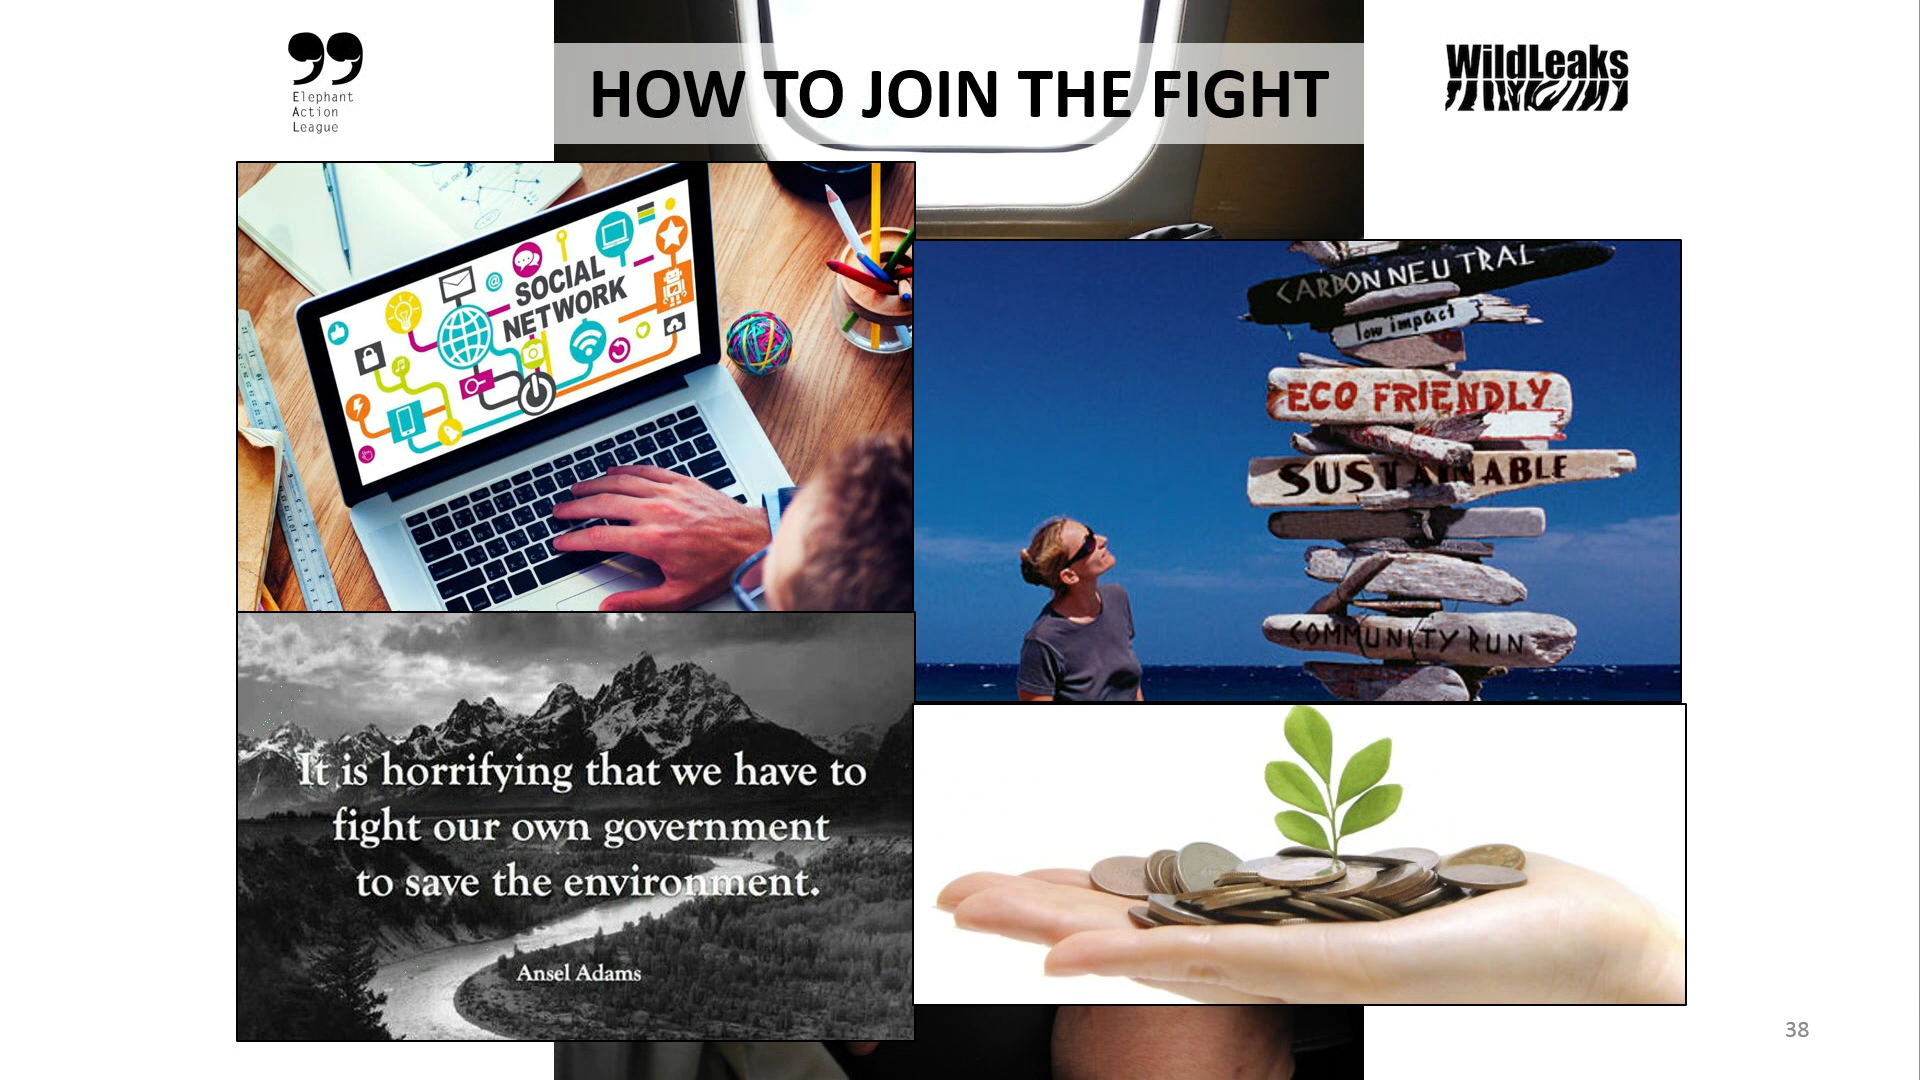 Elephant
Action
League
HOW TO JOIN THE FIGHT
WildLeaks
SOCIAL
NETWORK
CARBON NEUTRAL
low impact
ECO FRIENDLY
SUSTAINABLE
COMMUNITY RUN
It is horrifying that we have to
fight our own government
to save the environment.
Ansel Adams
38